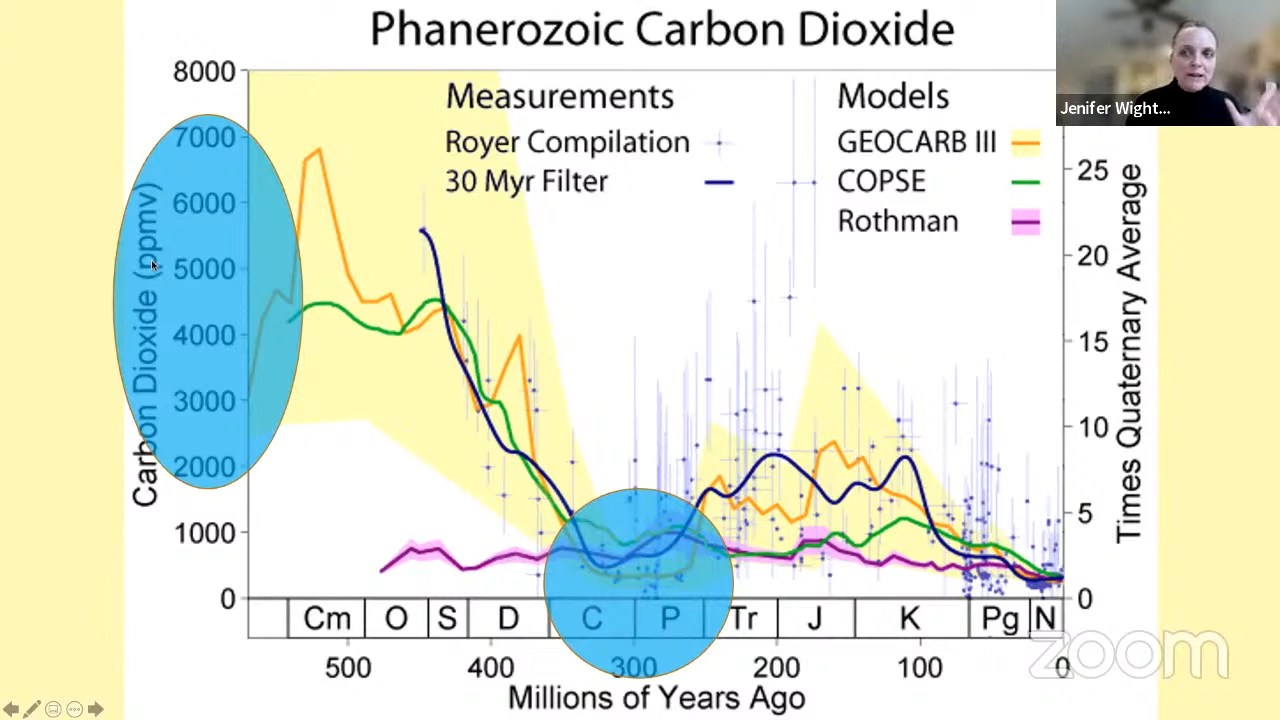 Phanerozoic Carbon Dioxide
Jenifer Wight...
Measurements
Royer Compilation
30 Myr Filter
Models
GEOCARB III
COPSE
Rothman
Carbon Dioxide (ppmv)
8000
7000
6000
5000
4000
3000
2000
1000
0
25
20
15
10
5
0
Times Quaternary Average
Cm O S D C P Tr J K Pg N
500 400 300 200 100 0
Millions of Years Ago
zoom